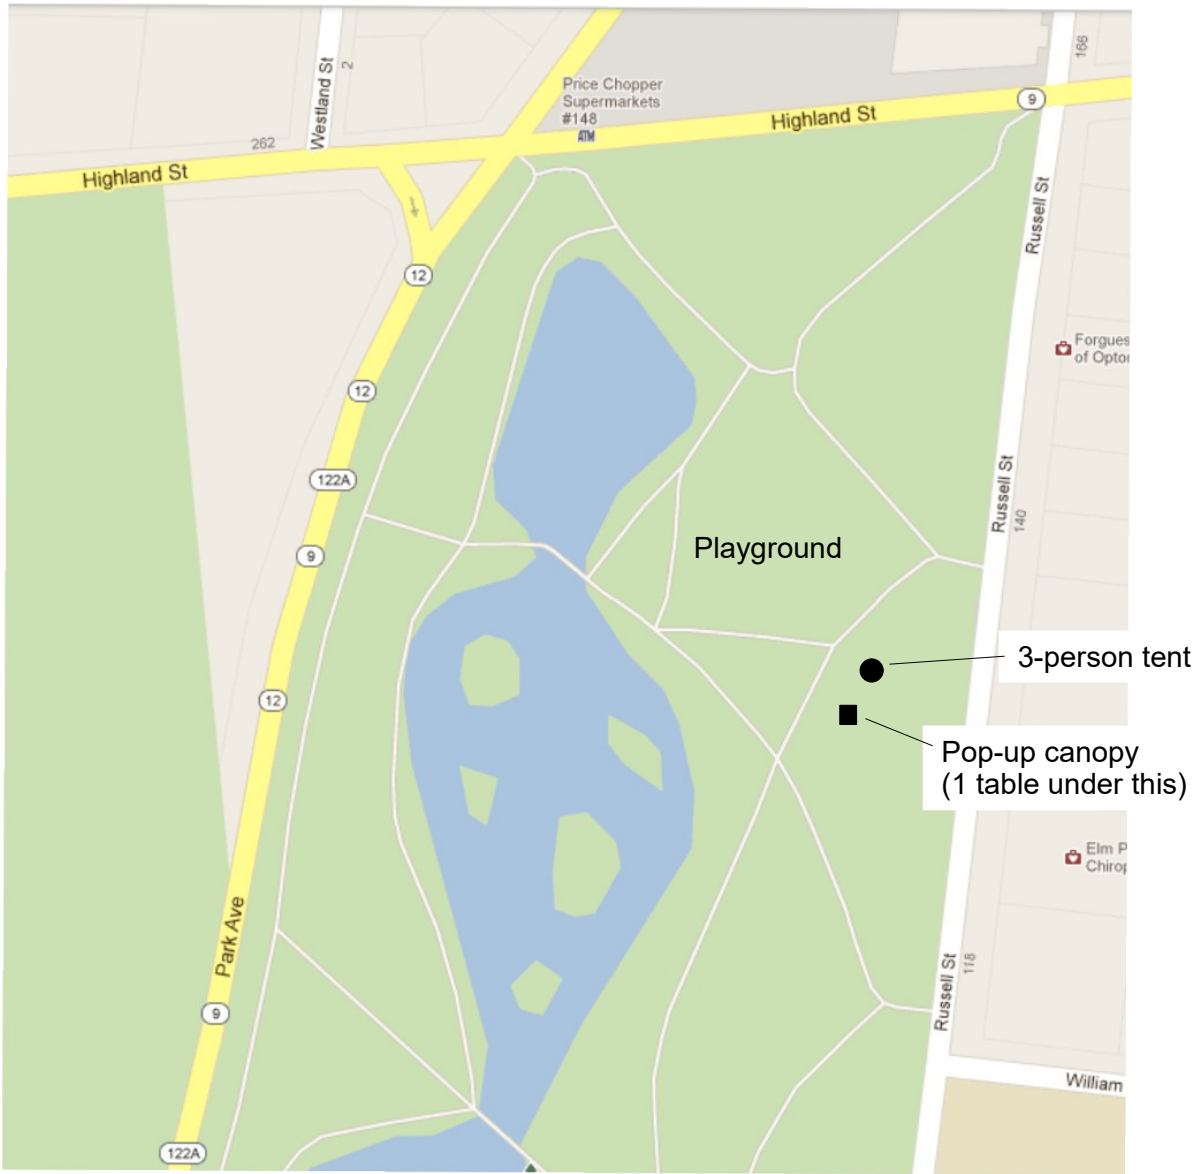 Westland St
2
166
Price Chopper
Supermarkets
#148
ATM
9
Highland St
262
Highland St
Russell St
12
Forgues
of Opto
12
122A
Russell St
140
9
Playground
3-person tent
12
Pop-up canopy
(1 table under this)
Elm P
Chirop
Park Ave
118
Russell St
9
William
122A